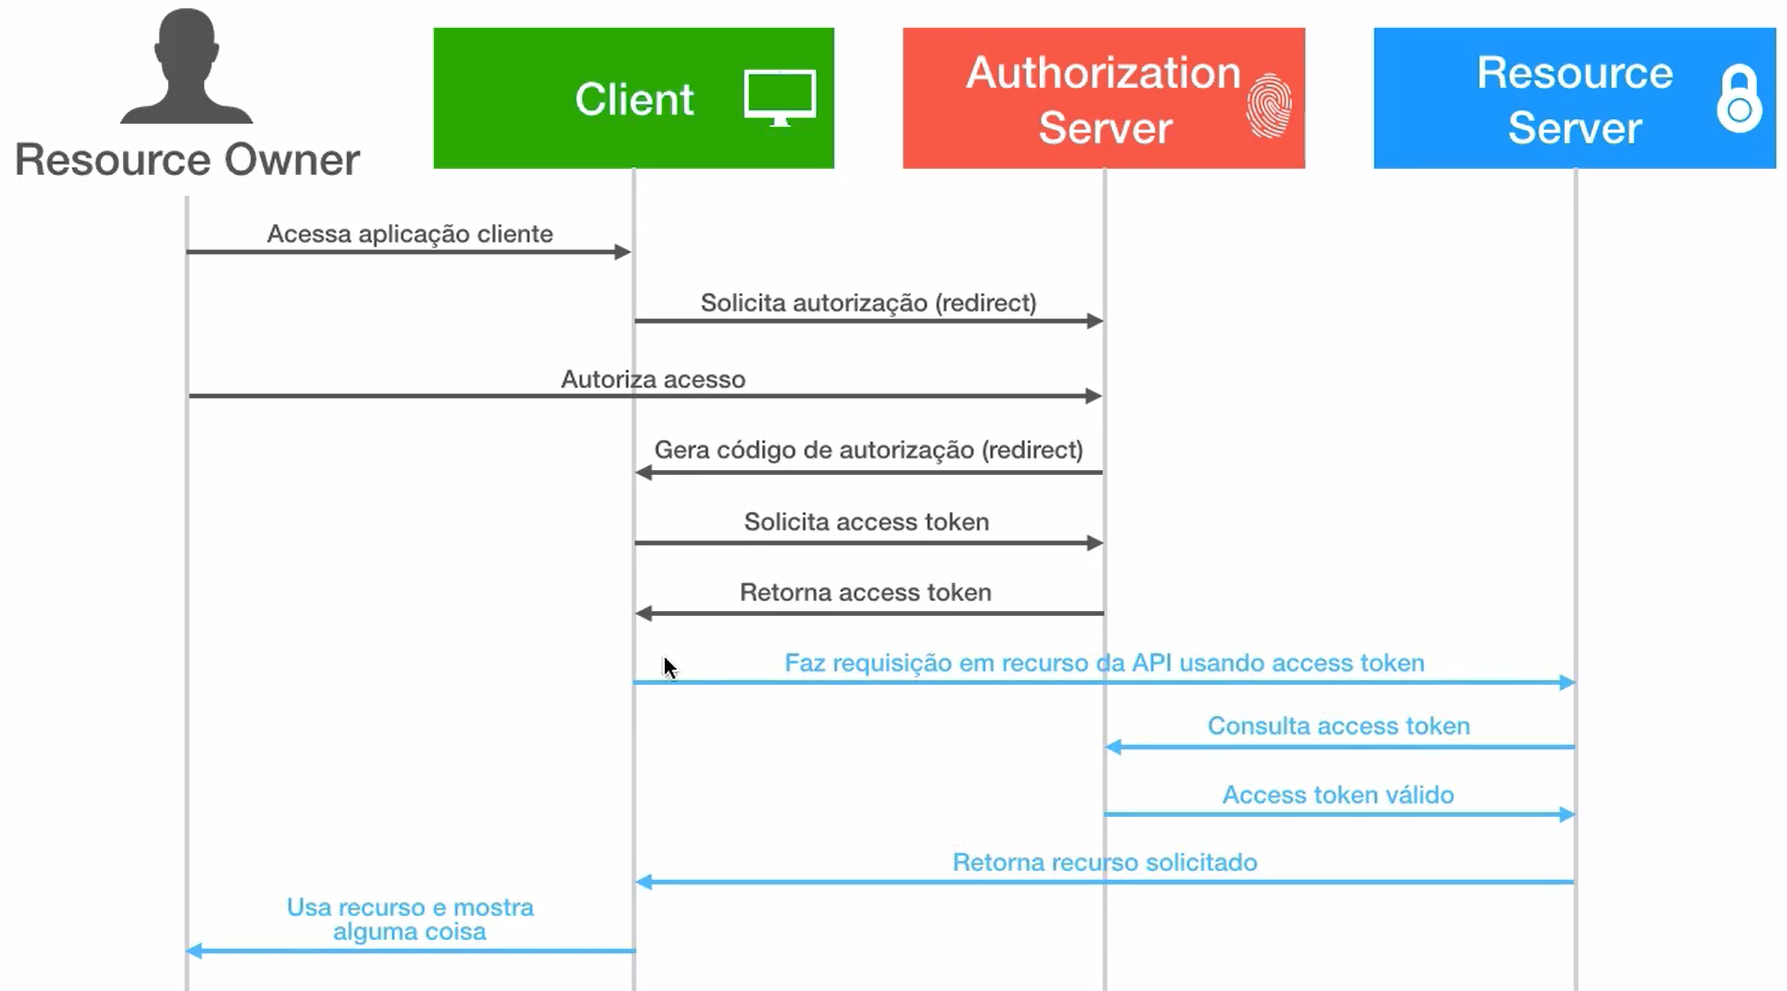 Resource Owner
Client
Authorization
Server
Resource
Server
Acessa aplicação cliente
Solicita autorização (redirect)
Autoriza acesso
Gera código de autorização (redirect)
Solicita access token
Retorna access token
Faz requisição em recurso da API usando access token
Consulta access token
Access token válido
Retorna recurso solicitado
Usa recurso e mostra
alguma coisa